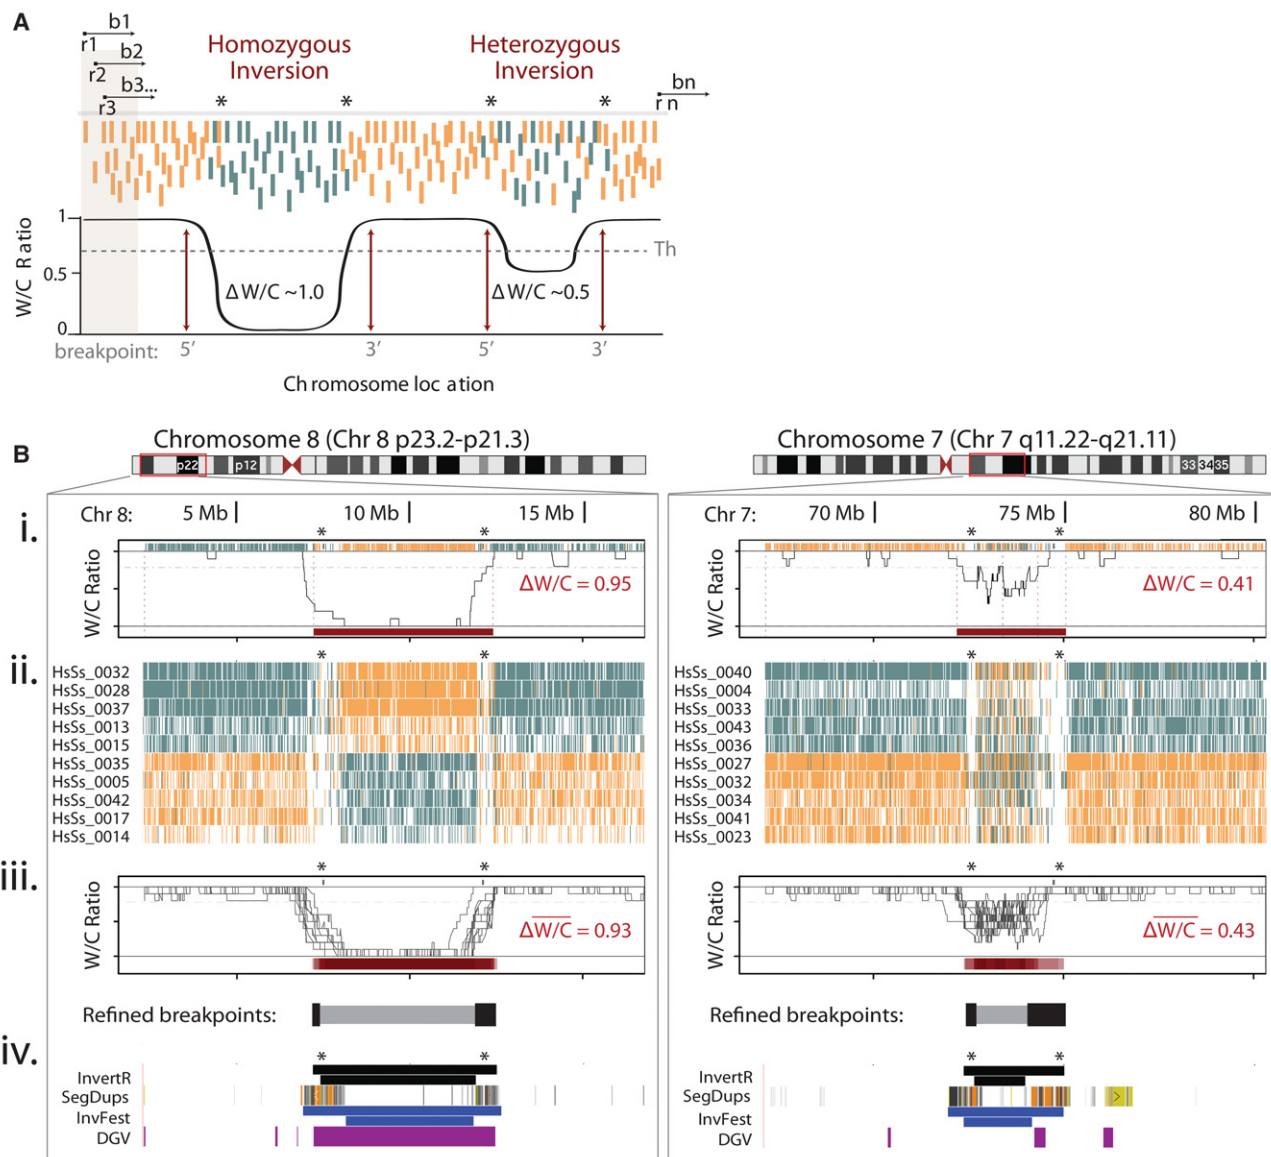 A
b1
r1
b2
r2
b3...
r3
Homozygous
Inversion
Heterozygous
Inversion
bn
r n
* * * *
W/C Ratio
1
0.5
0
Th
ΔW/C ~1.0
ΔW/C ~0.5
breakpoint: 5′ 3′ 5′ 3′
Chromosome loc ation
B
Chromosome 8 (Chr 8 p23.2-p21.3)
p22 p12
Chromosome 7 (Chr 7 q11.22-q21.11)
33 34 35
i.
Chr 8: 5 Mb 10 Mb 15 Mb
* *
W/C Ratio
ΔW/C = 0.95
Chr 7: 70 Mb 75 Mb 80 Mb
* *
W/C Ratio
ΔW/C = 0.41
ii.
* *
HsSs_0032
HsSs_0028
HsSs_0037
HsSs_0013
HsSs_0015
HsSs_0035
HsSs_0005
HsSs_0042
HsSs_0017
HsSs_0014
* *
HsSs_0040
HsSs_0004
HsSs_0033
HsSs_0043
HsSs_0036
HsSs_0027
HsSs_0032
HsSs_0034
HsSs_0041
HsSs_0023
iii.
* *
W/C Ratio
ΔW/C = 0.93
* *
W/C Ratio
ΔW/C = 0.43
Refined breakpoints:
Refined breakpoints:
iv.
* *
InvertR
SegDups
InvFest
DGV
* *
InvertR
SegDups
InvFest
DGV